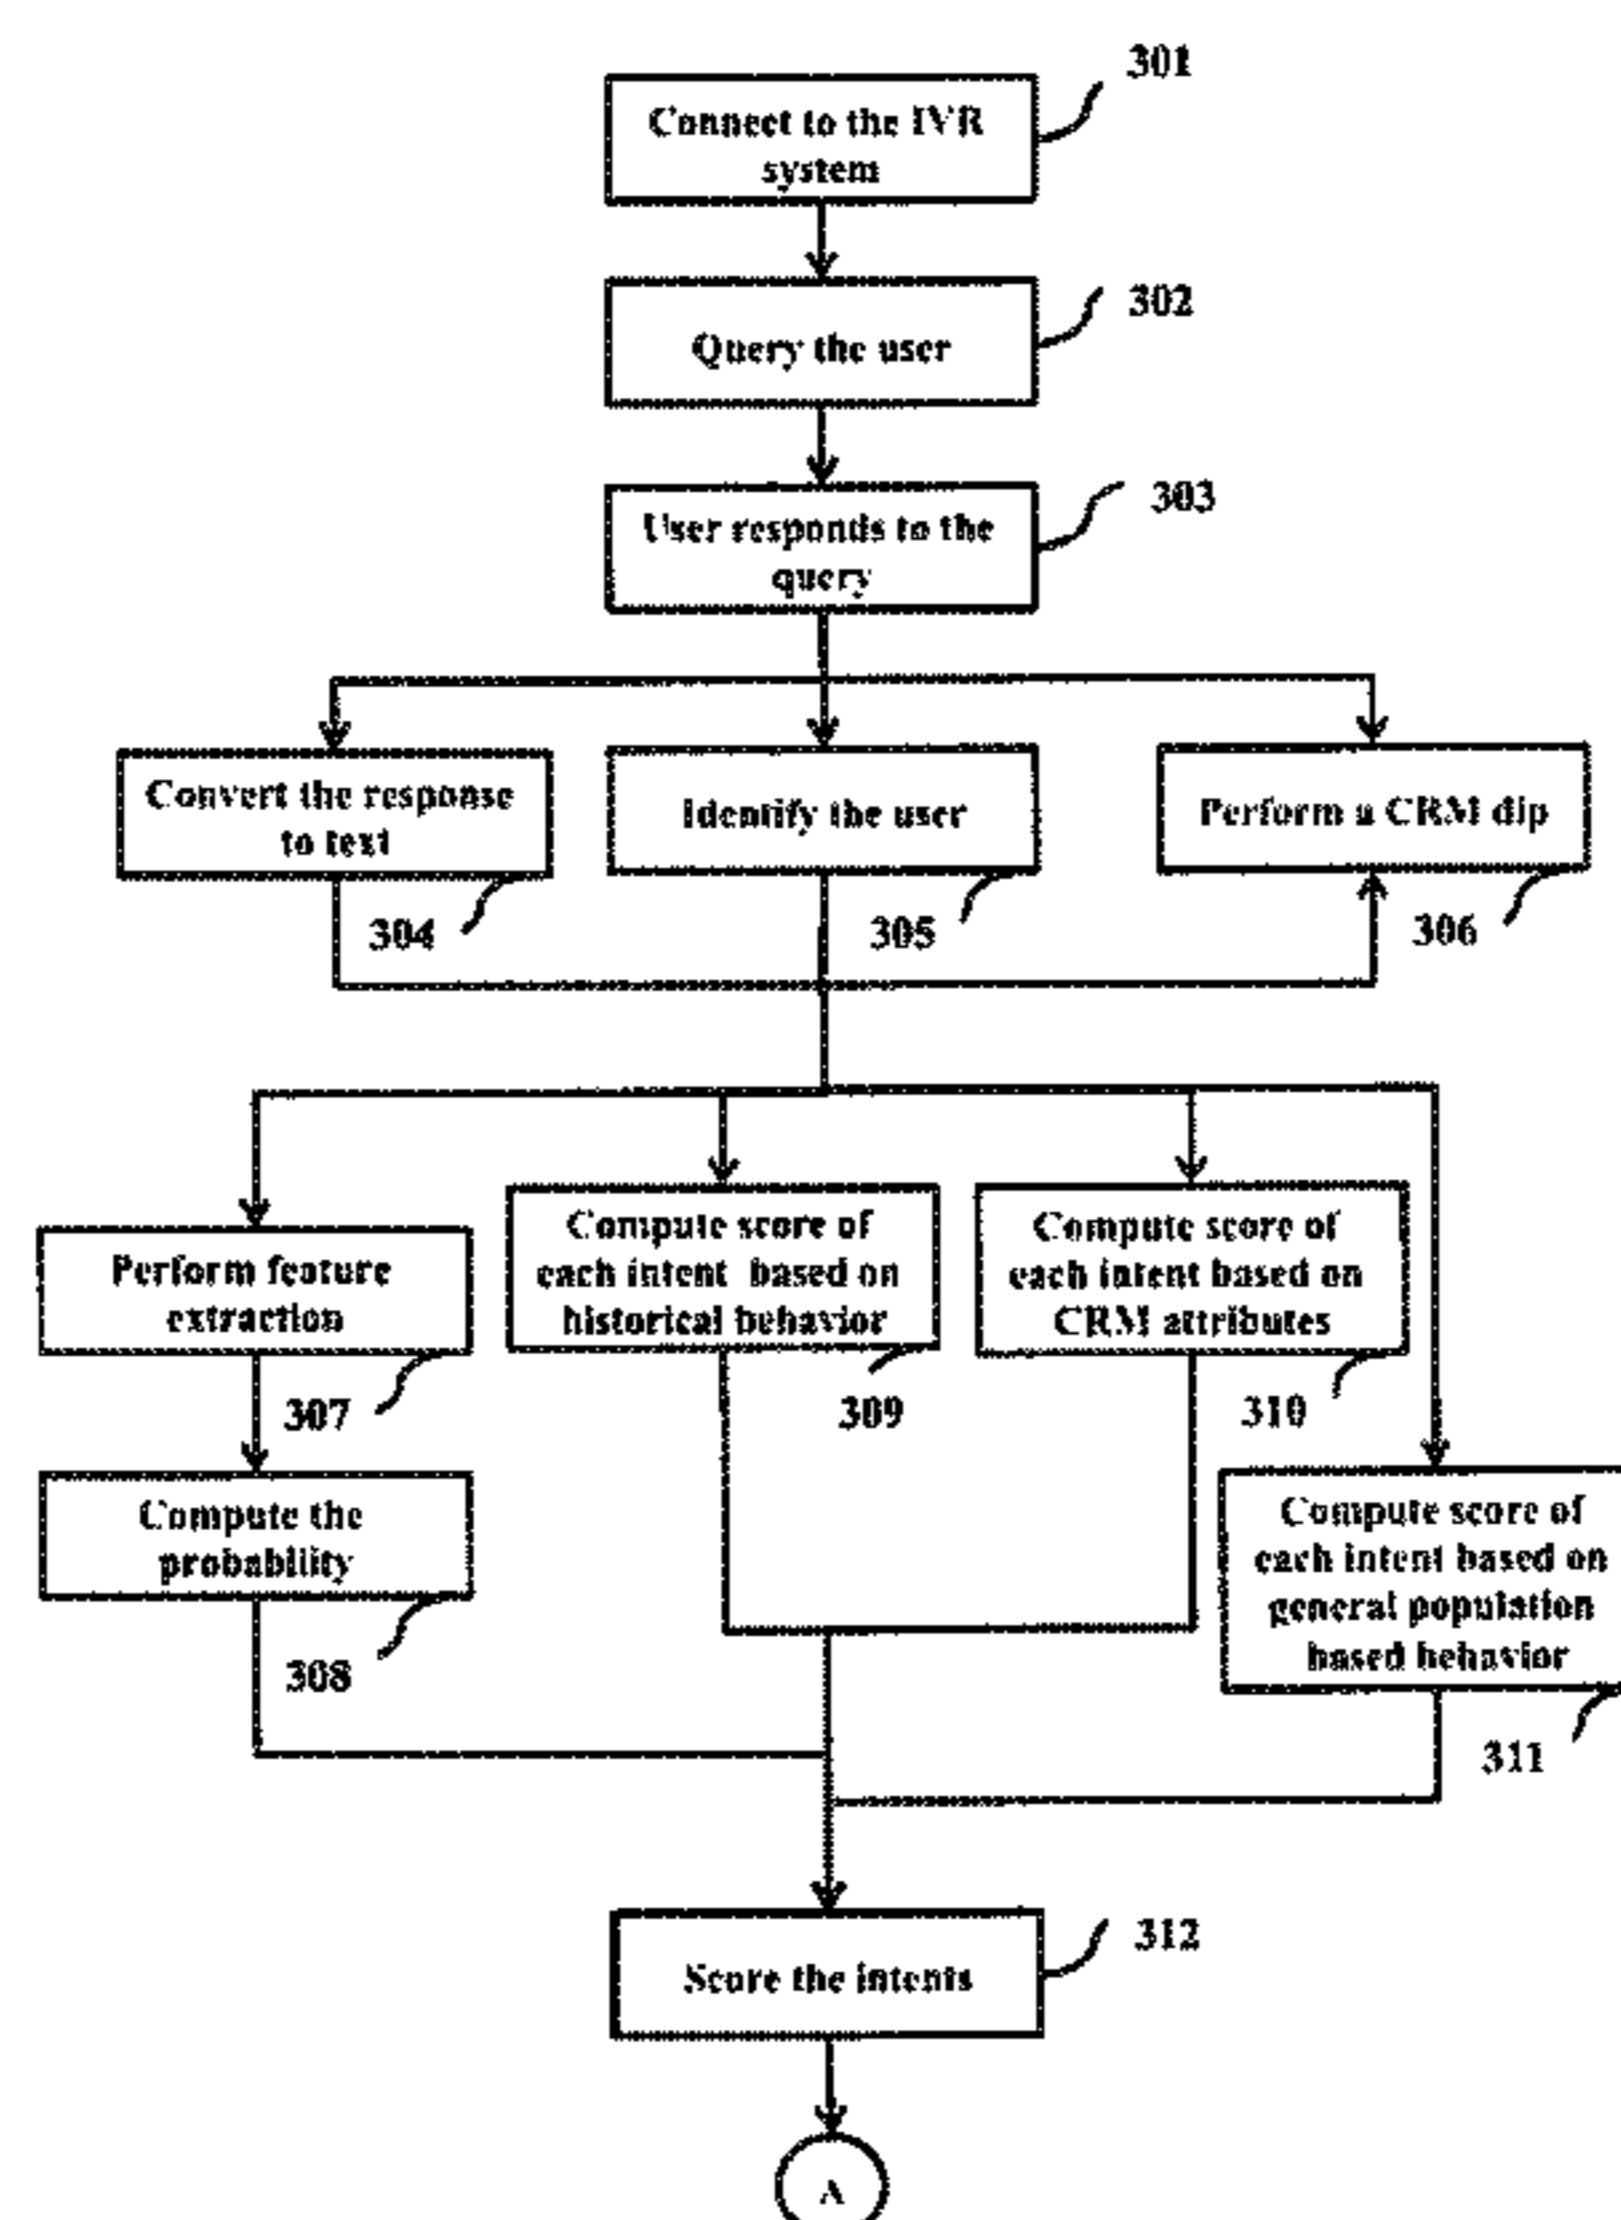 301
Connect to the IVR
system
302
Query the user
303
User responds to the
query
Convert the response
to text
304
Identify the user
305
Perform a CRM dip
306
Perform feature
extraction
307
Compute score of
each intent based on
historical behavior
309
Compute score of
each intent based on
CRM attributes
310
Compute the
probability
308
Compute score of
each intent based on
general population
based behavior
311
312
Score the intents
A